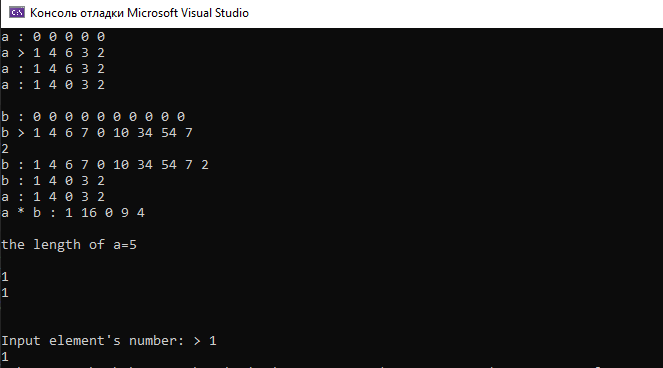 Консоль отладки Microsoft Visual Studio
a : 0 0 0 0 0
a > 1 4 6 3 2
a : 1 4 6 3 2
a : 1 4 0 3 2
b : 0 0 0 0 0 0 0 0 0 0
b > 1 4 6 7 0 10 34 54 7
2
b : 1 4 6 7 0 10 34 54 7 2
b : 1 4 0 3 2
a : 1 4 0 3 2
a * b : 1 16 0 9 4
the length of a=5
1
1
Input element's number: > 1
1